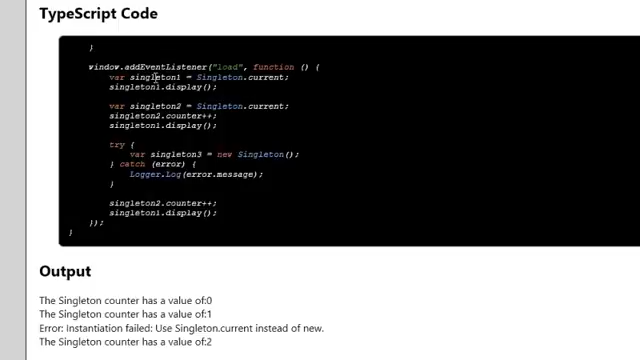 TypeScript Code
}
window.addEventListener("load", function () {
var singleton1 = Singleton.current;
singleton1.display();
var singleton2 = Singleton.current;
singleton2.counter++;
singleton1.display();
try {
var singleton3 = new Singleton();
} catch (error) {
Logger.Log(error.message);
}
singleton2.counter++;
singleton1.display();
});
}
Output
The Singleton counter has a value of:0
The Singleton counter has a value of:1
Error: Instantiation failed: Use Singleton.current instead of new.
The Singleton counter has a value of:2